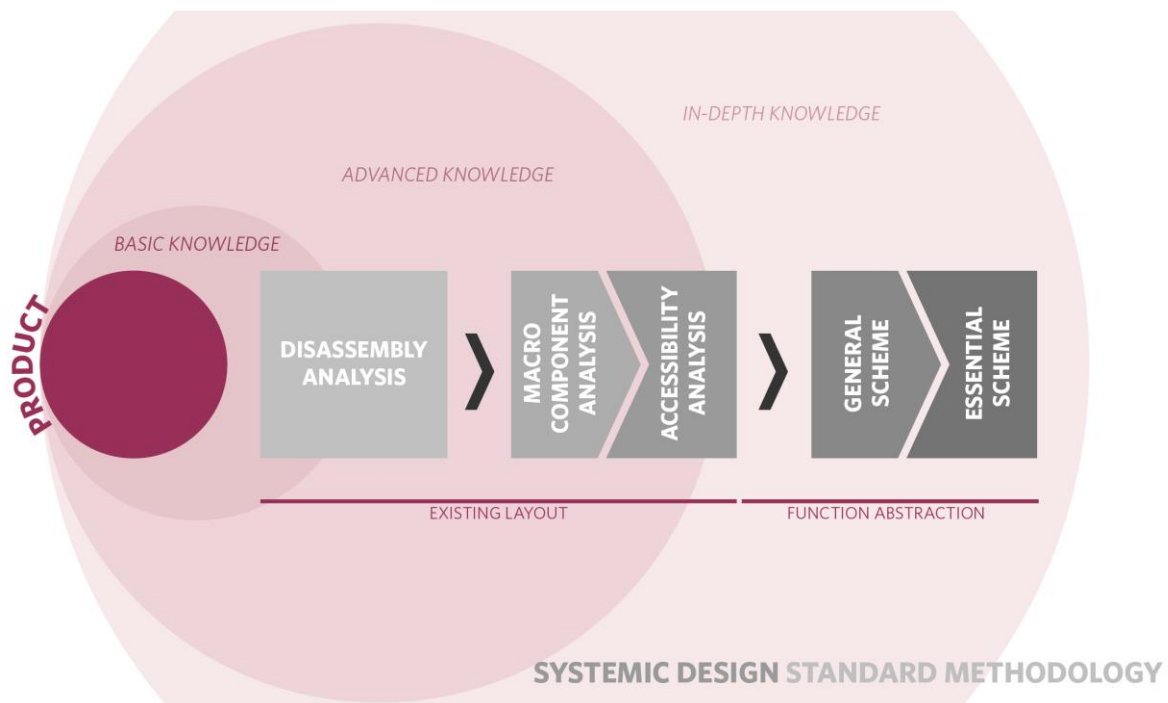 IN-DEPTH KNOWLEDGE
ADVANCED KNOWLEDGE
BASIC KNOWLEDGE
PRODUCT
DISASSEMBLY
ANALYSIS
MACRO
COMPONENT
ANALYSIS
ACCESSIBILITY
ANALYSIS
GENERAL
SCHEME
ESSENTIAL
SCHEME
EXISTING LAYOUT
FUNCTION ABSTRACTION
SYSTEMIC DESIGN STANDARD METHODOLOGY